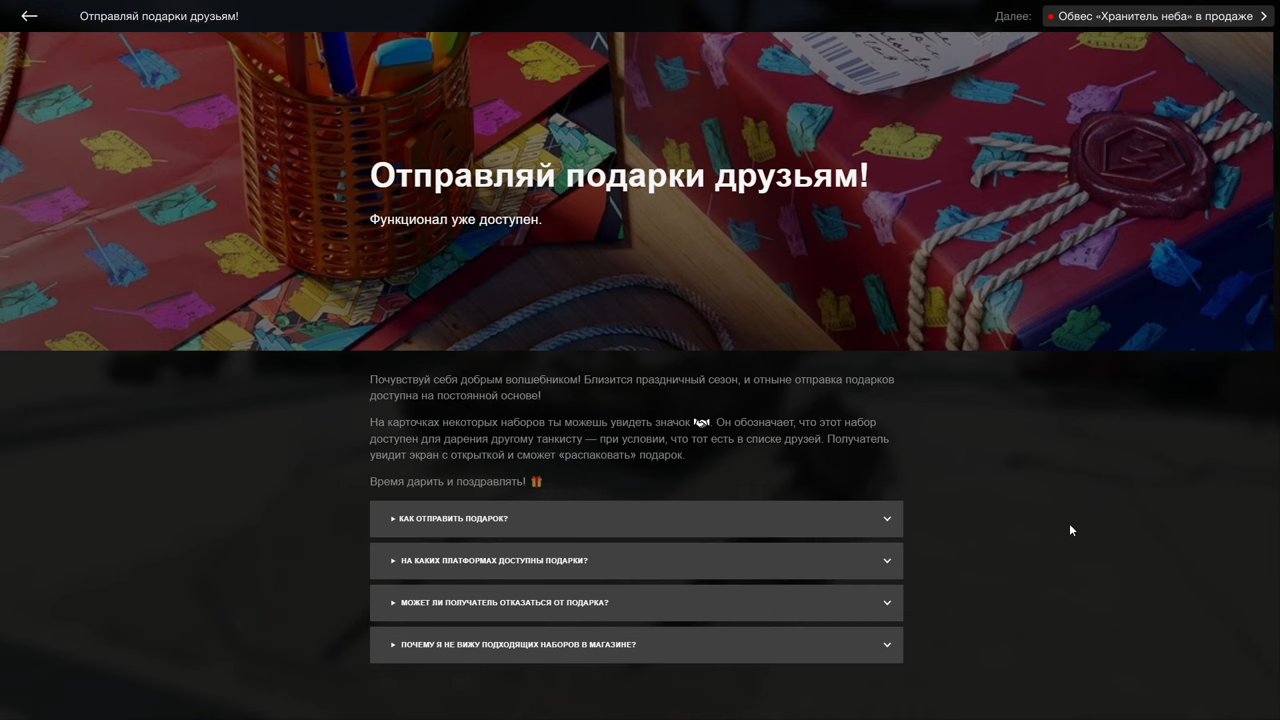 Отправляй подарки друзьям!
Далее:
Обвес «Хранитель неба» в продаже
Отправляй подарки друзьям!
Функционал уже доступен.
Почувствуй себя добрым волшебником! Близится праздничный сезон, и отныне отправка подарков
доступна на постоянной основе!
На карточках некоторых наборов ты можешь увидеть значок . Он обозначает, что этот набор
доступен для дарения другому танкисту — при условии, что тот есть в списке друзей. Получатель
увидит экран с открыткой и сможет «распаковать» подарок.
Время дарить и поздравлять! 🎁
КАК ОТПРАВИТЬ ПОДАРОК?
НА КАКИХ ПЛАТФОРМАХ ДОСТУПНЫ ПОДАРКИ?
МОЖЕТ ЛИ ПОЛУЧАТЕЛЬ ОТКАЗАТЬСЯ ОТ ПОДАРКА?
ПОЧЕМУ Я НЕ ВИЖУ ПОДХОДЯЩИХ НАБОРОВ В МАГАЗИНЕ?